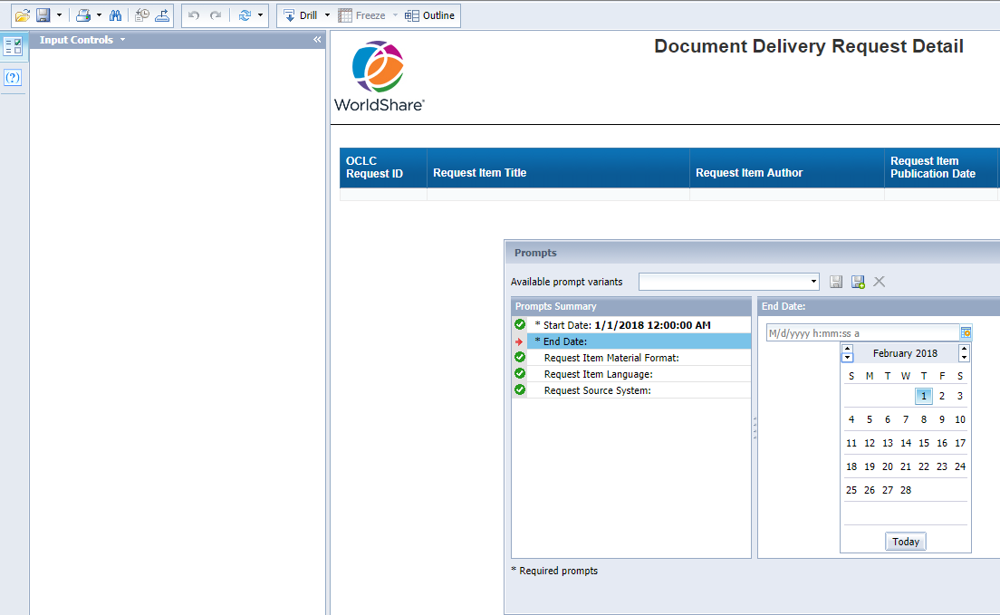 Drill Freeze Outline
Input Controls «
(?)
WorldShare®
Document Delivery Request Detail
OCLC
Request ID
Request Item Title
Request Item Author
Request Item
Publication Date
Prompts
Available prompt variants
Prompts Summary
* Start Date: 1/1/2018 12:00:00 AM
* End Date:
Request Item Material Format:
Request Item Language:
Request Source System:
End Date:
M/d/yyyy h:mm:ss a
February 2018
S M T W T F S
1 2 3
4 5 6 7 8 9 10
11 12 13 14 15 16 17
18 19 20 21 22 23 24
25 26 27 28
Today
* Required prompts